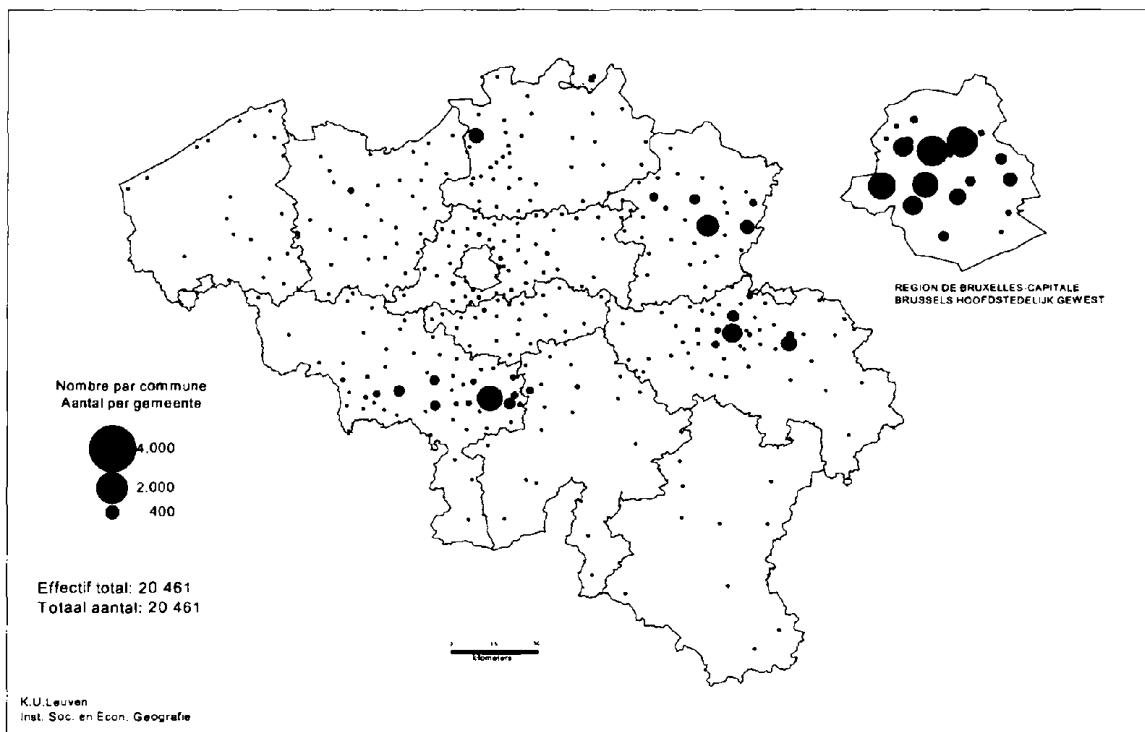 REGION DE BRUXELLES-CAPITALE
BRUSSELS HOOFDSTEDELIJK GEWEST
Nombre par commune
Aantal per gemeente
4.000
2.000
400
Effectif total: 20 461
Totaal aantal: 20 461
kilometers
K.U.Leuven
Inst. Soc. en Econ. Geografie